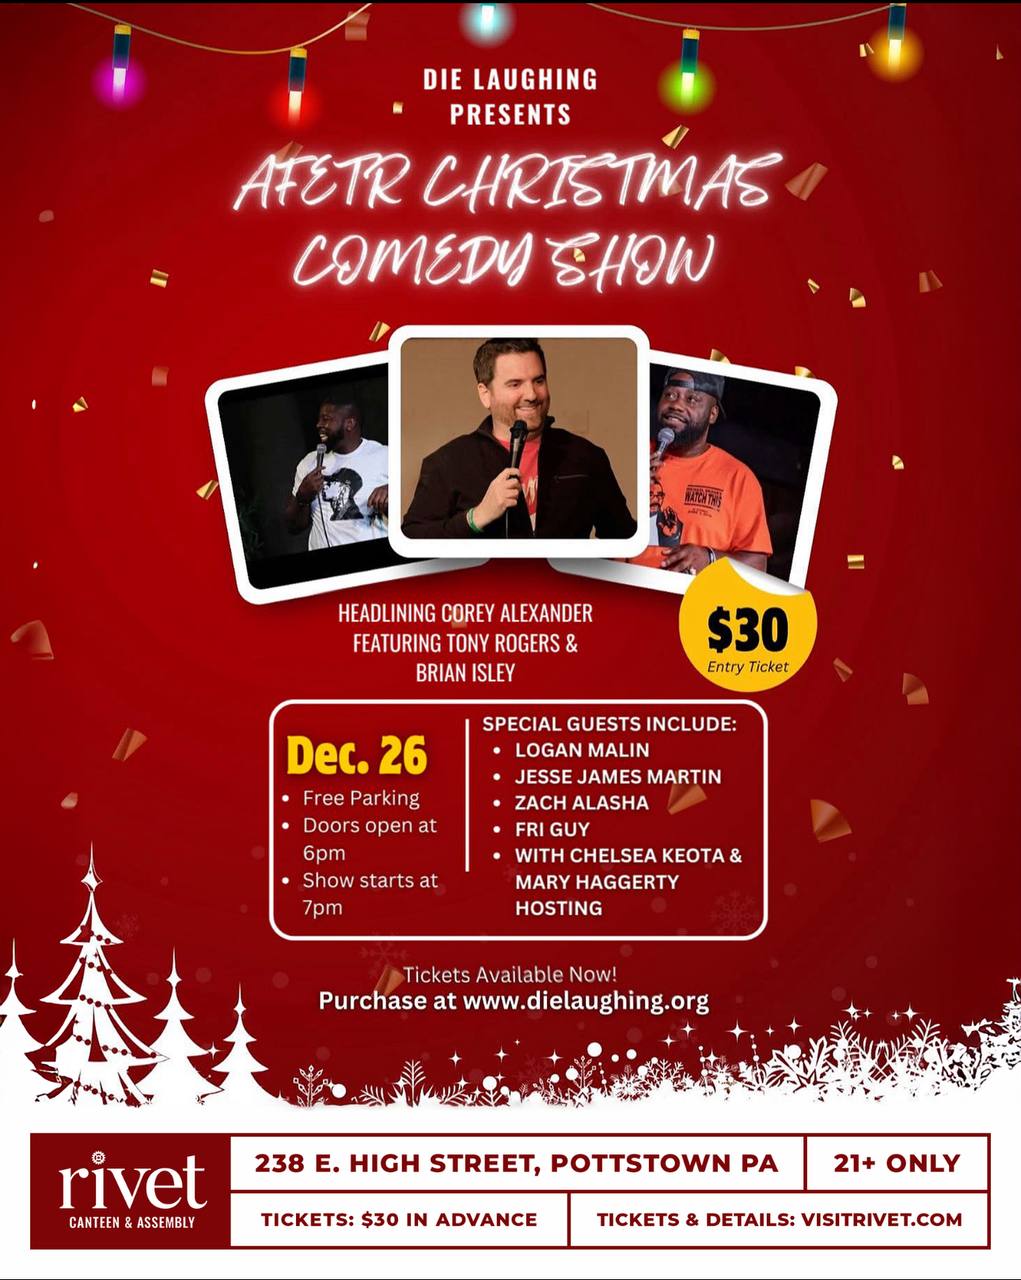 DIE LAUGHING
PRESENTS
AFETR CHRISTMAS
COMEDY SHOW
WATCH THIS
HEADLINING COREY ALEXANDER
FEATURING TONY ROGERS &
BRIAN ISLEY
$30
Entry Ticket
Dec. 26
• Free Parking
• Doors open at
6pm
• Show starts at
7pm
SPECIAL GUESTS INCLUDE:
• LOGAN MALIN
• JESSE JAMES MARTIN
• ZACH ALASHA
• FRI GUY
• WITH CHELSEA KEOTA &
MARY HAGGERTY
HOSTING
Tickets Available Now!
Purchase at www.dielaughing.org
rivet
CANTEEN & ASSEMBLY
238 E. HIGH STREET, POTTSTOWN PA
21+ ONLY
TICKETS: $30 IN ADVANCE
TICKETS & DETAILS: VISITRIVET.COM